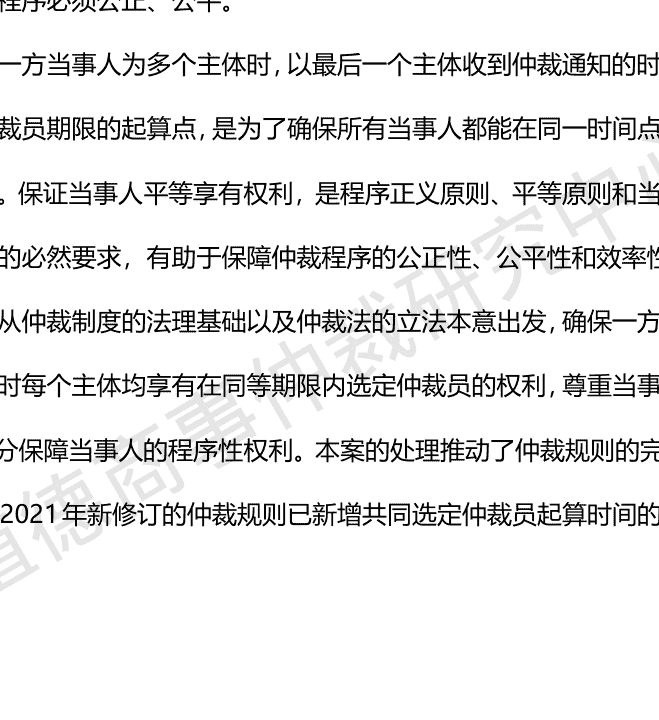 程序必须公正、公平。
一方当事人为多个主体时，以最后一个主体收到仲裁通知的时
裁员期限的起算点，是为了确保所有当事人都能在同一时间点
。保证当事人平等享有权利，是程序正义原则、平等原则和当
的必然要求，有助于保障仲裁程序的公正性、公平性和效率性
从仲裁制度的法理基础以及仲裁法的立法本意出发，确保一方
时每个主体均享有在同等期限内选定仲裁员的权利，尊重当事
分保障当事人的程序性权利。本案的处理推动了仲裁规则的完
2021年新修订的仲裁规则已新增共同选定仲裁员起算时间的
德商事仲裁研究中心